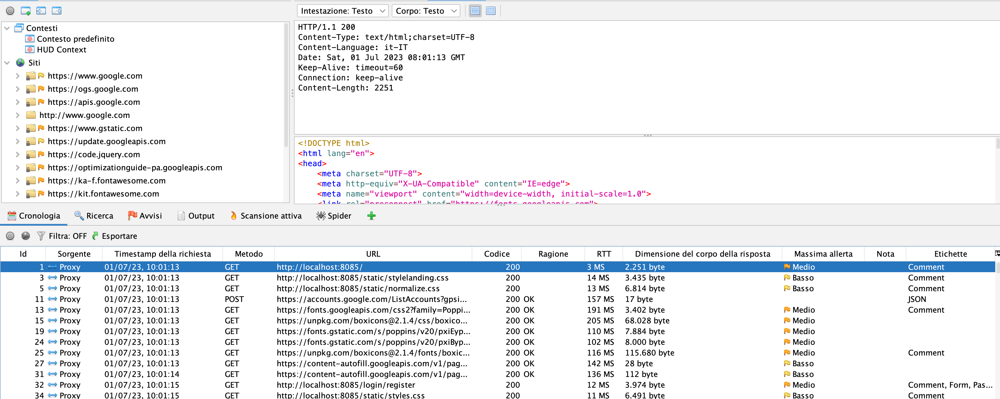 Intestazione: Testo Corpo: Testo
Contesti
Contesto predefinito
HUD Context
Siti
https://www.google.com
https://ogs.google.com
https://apis.google.com
http://www.google.com
https://www.gstatic.com
https://update.googleapis.com
https://code.jquery.com
https://optimizationguide-pa.googleapis.com
https://ka-f.fontawesome.com
https://kit.fontawesome.com
HTTP/1.1 200
Content-Type: text/html;charset=UTF-8
Content-Language: it-IT
Date: Sat, 01 Jul 2023 08:01:13 GMT
Keep-Alive: timeout=60
Connection: keep-alive
Content-Length: 2251
<!DOCTYPE html>
<html lang="en">
<head>
<meta charset="UTF-8">
<meta http-equiv="X-UA-Compatible" content="IE=edge">
<meta name="viewport" content="width=device-width, initial-scale=1.0">
<link rel="preconnect" href="https://fonts.googleapis.com">
Cronologia Ricerca Avvisi Output Scansione attiva Spider
Filtra: OFF Esportare
Id Sorgente Timestamp della richiesta Metodo URL Codice Ragione RTT Dimensione del corpo della risposta Massima allerta Nota Etichette
1 Proxy 01/07/23, 10:01:13 GET http://localhost:8085/ 200 3 MS 2.251 byte Medio Comment
3 Proxy 01/07/23, 10:01:13 GET http://localhost:8085/static/stylelanding.css 200 14 MS 3.435 byte Basso Comment
5 Proxy 01/07/23, 10:01:13 GET http://localhost:8085/static/normalize.css 200 13 MS 6.814 byte Basso Comment
11 Proxy 01/07/23, 10:01:13 POST https://accounts.google.com/ListAccounts?gpsi... 200 OK 157 MS 17 byte JSON
13 Proxy 01/07/23, 10:01:13 GET https://fonts.googleapis.com/css2?family=Poppi... 200 OK 191 MS 3.402 byte Medio Comment
15 Proxy 01/07/23, 10:01:13 GET https://unpkg.com/boxicons@2.1.4/css/boxico... 200 OK 205 MS 68.028 byte Medio
19 Proxy 01/07/23, 10:01:13 GET https://fonts.gstatic.com/s/poppins/v20/pxiEyp... 200 OK 110 MS 7.884 byte Medio
24 Proxy 01/07/23, 10:01:13 GET https://fonts.gstatic.com/s/poppins/v20/pxiByp... 200 OK 102 MS 8.000 byte Medio
25 Proxy 01/07/23, 10:01:13 GET https://unpkg.com/boxicons@2.1.4/fonts/boxic... 200 OK 116 MS 115.680 byte Medio Comment
27 Proxy 01/07/23, 10:01:13 GET https://content-autofill.googleapis.com/v1/pag... 200 OK 142 MS 28 byte Basso
31 Proxy 01/07/23, 10:01:14 GET https://content-autofill.googleapis.com/v1/pag... 200 OK 136 MS 112 byte Basso
32 Proxy 01/07/23, 10:01:15 GET http://localhost:8085/login/register 200 12 MS 3.974 byte Medio Comment, Form, Pas...
34 Proxy 01/07/23, 10:01:15 GET http://localhost:8085/static/styles.css 200 11 MS 6.491 byte Basso Comment